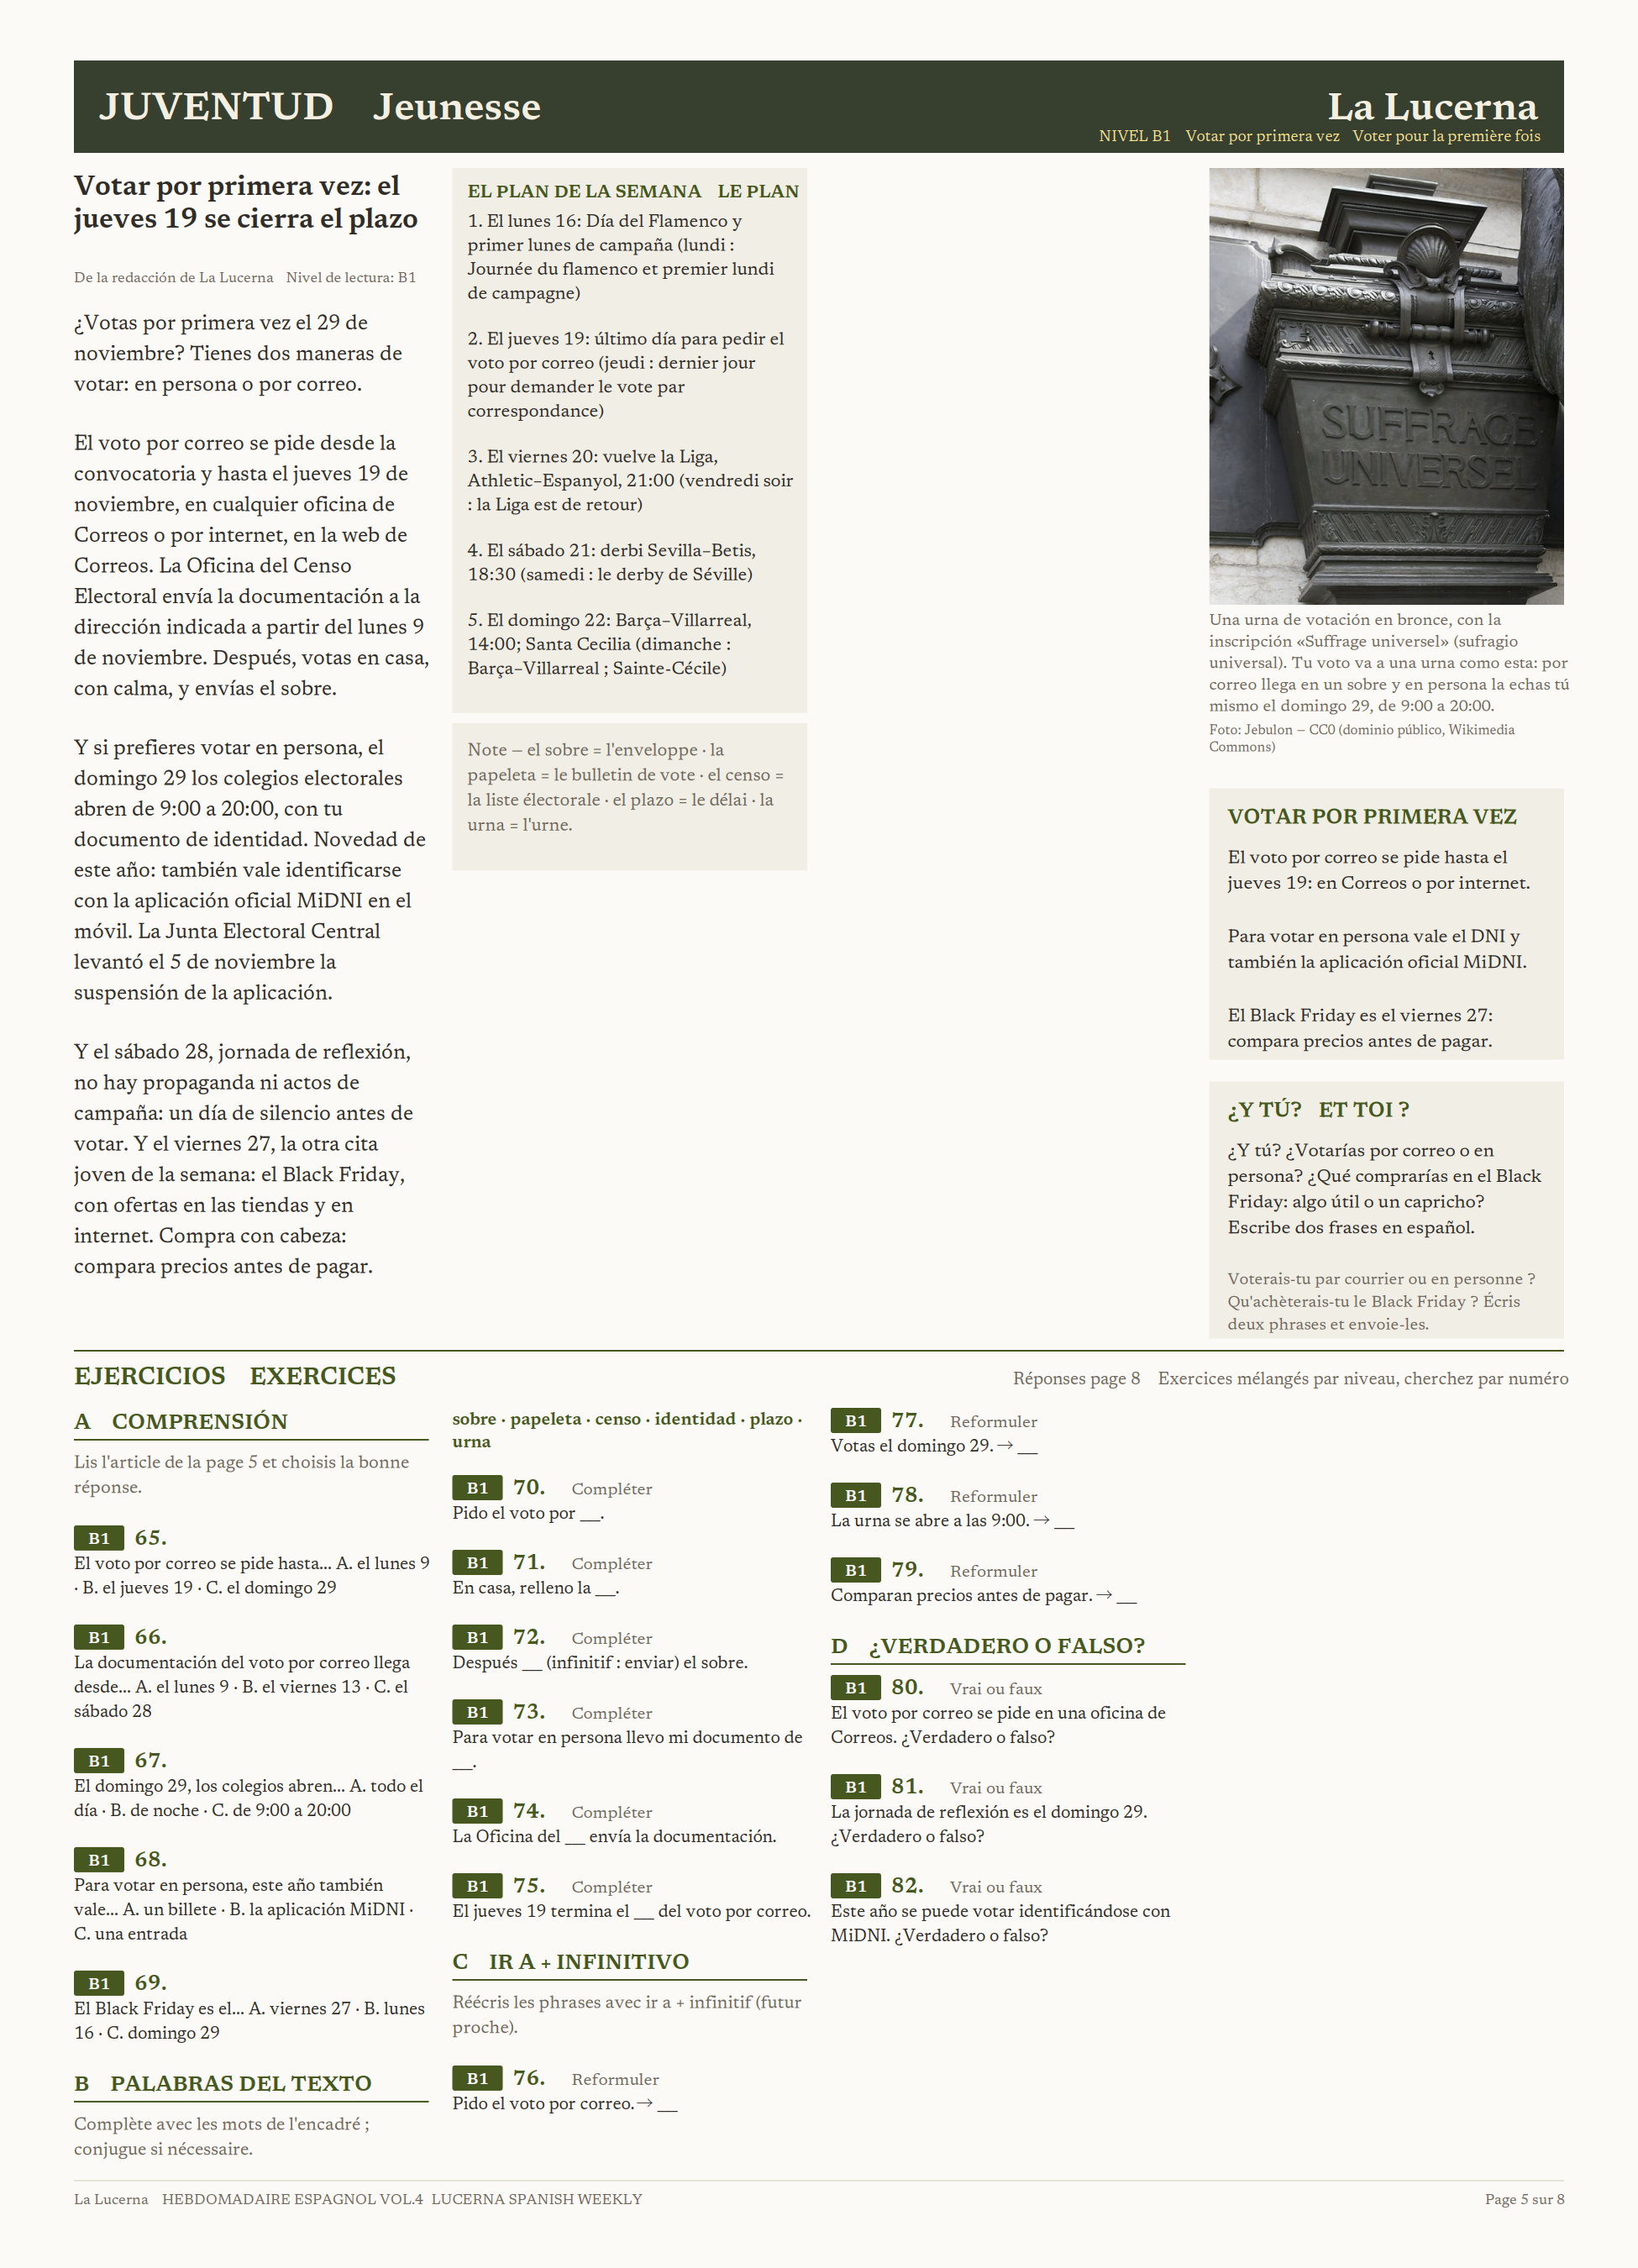 JUVENTUD Jeunesse
La Lucerna
NIVEL B1 Votar por primera vez Voter pour la première fois
Votar por primera vez: el
jueves 19 se cierra el plazo
De la redacción de La Lucerna Nivel de lectura: B1
¿Votas por primera vez el 29 de
noviembre? Tienes dos maneras de
votar: en persona o por correo.
El voto por correo se pide desde la
convocatoria y hasta el jueves 19 de
noviembre, en cualquier oficina de
Correos o por internet, en la web de
Correos. La Oficina del Censo
Electoral envía la documentación a la
dirección indicada a partir del lunes 9
de noviembre. Después, votas en casa,
con calma, y envías el sobre.
Y si prefieres votar en persona, el
domingo 29 los colegios electorales
abren de 9:00 a 20:00, con tu
documento de identidad. Novedad de
este año: también vale identificarse
con la aplicación oficial MiDNI en el
móvil. La Junta Electoral Central
levantó el 5 de noviembre la
suspensión de la aplicación.
Y el sábado 28, jornada de reflexión,
no hay propaganda ni actos de
campaña: un día de silencio antes de
votar. Y el viernes 27, la otra cita
joven de la semana: el Black Friday,
con ofertas en las tiendas y en
internet. Compra con cabeza:
compara precios antes de pagar.
EL PLAN DE LA SEMANA LE PLAN
1. El lunes 16: Día del Flamenco y
primer lunes de campaña (lundi :
Journée du flamenco et premier lundi
de campagne)
2. El jueves 19: último día para pedir el
voto por correo (jeudi : dernier jour
pour demander le vote par
correspondance)
3. El viernes 20: vuelve la Liga,
Athletic–Espanyol, 21:00 (vendredi soir
: la Liga est de retour)
4. El sábado 21: derbi Sevilla–Betis,
18:30 (samedi : le derby de Séville)
5. El domingo 22: Barça–Villarreal,
14:00; Santa Cecilia (dimanche :
Barça–Villarreal ; Sainte-Cécile)
Note — el sobre = l'enveloppe · la
papeleta = le bulletin de vote · el censo =
la liste électorale · el plazo = le délai · la
urna = l'urne.
SUFFRAGE
UNIVERSEL
Una urna de votación en bronce, con la
inscripción «Suffrage universel» (sufragio
universal). Tu voto va a una urna como esta: por
correo llega en un sobre y en persona la echas tú
mismo el domingo 29, de 9:00 a 20:00.
Foto: Jebulon — CC0 (dominio público, Wikimedia
Commons)
VOTAR POR PRIMERA VEZ
El voto por correo se pide hasta el
jueves 19: en Correos o por internet.
Para votar en persona vale el DNI y
también la aplicación oficial MiDNI.
El Black Friday es el viernes 27:
compara precios antes de pagar.
¿Y TÚ? ET TOI ?
¿Y tú? ¿Votarías por correo o en
persona? ¿Qué comprarías en el Black
Friday: algo útil o un capricho?
Escribe dos frases en español.
Voterais-tu par courrier ou en personne ?
Qu'achèterais-tu le Black Friday ? Écris
deux phrases et envoie-les.
EJERCICIOS EXERCICES
Réponses page 8 Exercices mélangés par niveau, cherchez par numéro
A COMPRENSIÓN
Lis l'article de la page 5 et choisis la bonne
réponse.
B1 65.
El voto por correo se pide hasta… A. el lunes 9
· B. el jueves 19 · C. el domingo 29
B1 66.
La documentación del voto por correo llega
desde… A. el lunes 9 · B. el viernes 13 · C. el
sábado 28
B1 67.
El domingo 29, los colegios abren… A. todo el
día · B. de noche · C. de 9:00 a 20:00
B1 68.
Para votar en persona, este año también
vale… A. un billete · B. la aplicación MiDNI ·
C. una entrada
B1 69.
El Black Friday es el… A. viernes 27 · B. lunes
16 · C. domingo 29
B PALABRAS DEL TEXTO
Complète avec les mots de l'encadré ;
conjugue si nécessaire.
sobre · papeleta · censo · identidad · plazo ·
urna
B1 70. Compléter
Pido el voto por __.
B1 71. Compléter
En casa, relleno la __.
B1 72. Compléter
Después __ (infinitif : enviar) el sobre.
B1 73. Compléter
Para votar en persona llevo mi documento de
__.
B1 74. Compléter
La Oficina del __ envía la documentación.
B1 75. Compléter
El jueves 19 termina el __ del voto por correo.
C IR A + INFINITIVO
Réécris les phrases avec ir a + infinitif (futur
proche).
B1 76. Reformuler
Pido el voto por correo. → __
B1 77. Reformuler
Votas el domingo 29. → __
B1 78. Reformuler
La urna se abre a las 9:00. → __
B1 79. Reformuler
Comparan precios antes de pagar. → __
D ¿VERDADERO O FALSO?
B1 80. Vrai ou faux
El voto por correo se pide en una oficina de
Correos. ¿Verdadero o falso?
B1 81. Vrai ou faux
La jornada de reflexión es el domingo 29.
¿Verdadero o falso?
B1 82. Vrai ou faux
Este año se puede votar identificándose con
MiDNI. ¿Verdadero o falso?
La Lucerna HEBDOMADAIRE ESPAGNOL VOL.4 LUCERNA SPANISH WEEKLY
Page 5 sur 8